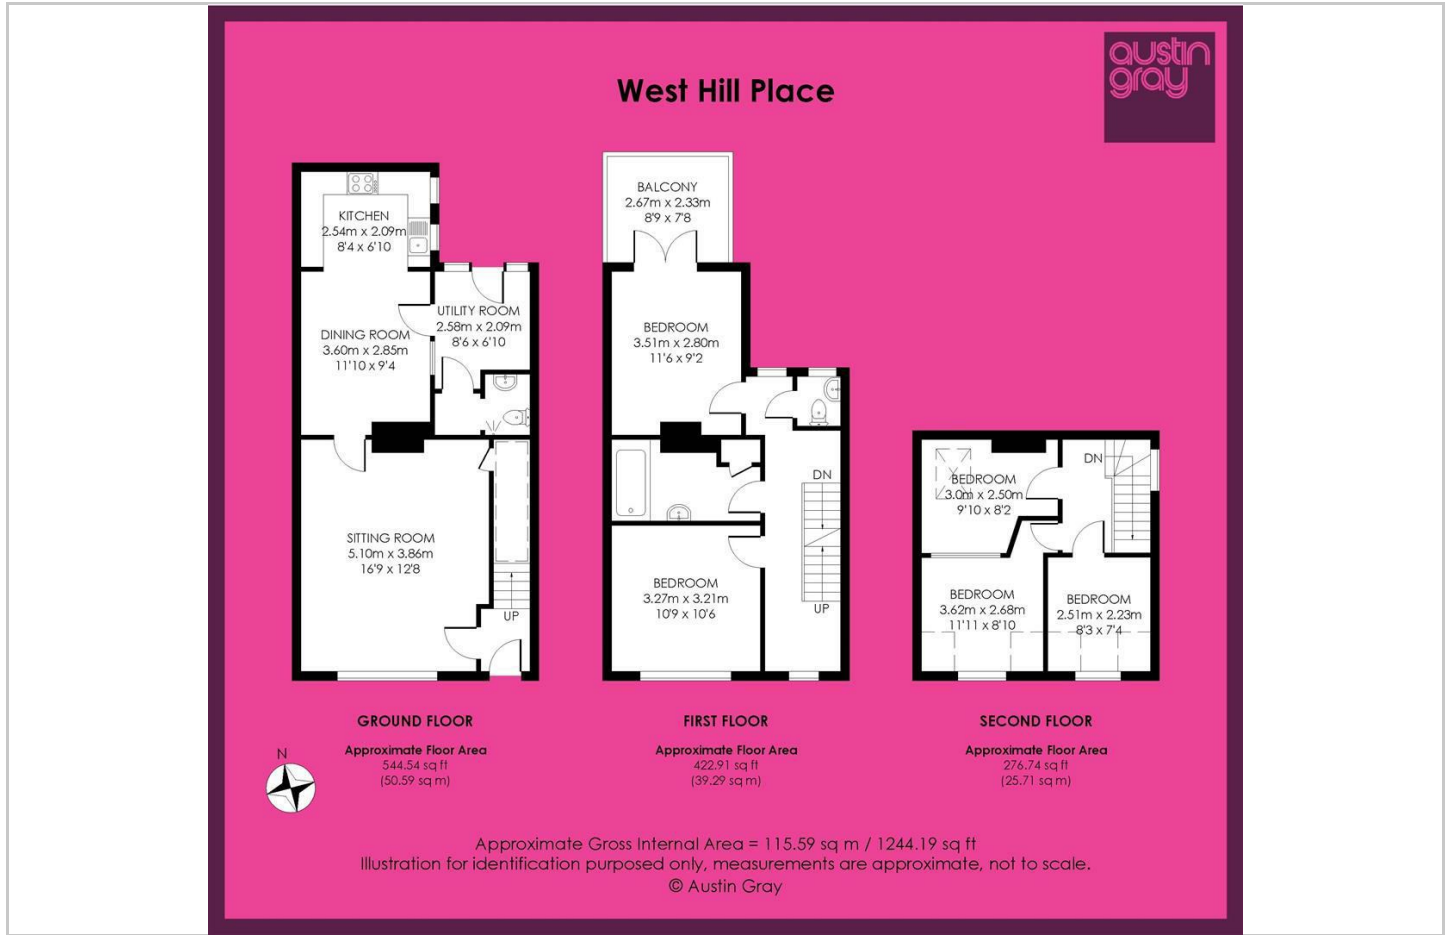 austin
gray
West Hill Place
KITCHEN
2.54m x 2.09m
8'4 x 6'10
UTILITY ROOM
2.58m x 2.09m
8'6 x 6'10
DINING ROOM
3.60m x 2.85m
11'10 x 9'4
SITTING ROOM
5.10m x 3.86m
16'9 x 12'8
UP
BALCONY
2.67m x 2.33m
8'9 x 7'8
BEDROOM
3.51m x 2.80m
11'6 x 9'2
DN
BEDROOM
3.27m x 3.21m
10'9 x 10'6
UP
DN
BEDROOM
3.0m x 2.50m
9'10 x 8'2
BEDROOM
3.62m x 2.68m
11'11 x 8'10
BEDROOM
2.51m x 2.23m
8'3 x 7'4
GROUND FLOOR
Approximate Floor Area
544.54 sq ft
(50.59 sq m)
FIRST FLOOR
Approximate Floor Area
422.91 sq ft
(39.29 sq m)
SECOND FLOOR
Approximate Floor Area
276.74 sq ft
(25.71 sq m)
N
Approximate Gross Internal Area = 115.59 sq m / 1244.19 sq ft
Illustration for identification purposed only, measurements are approximate, not to scale.
© Austin Gray